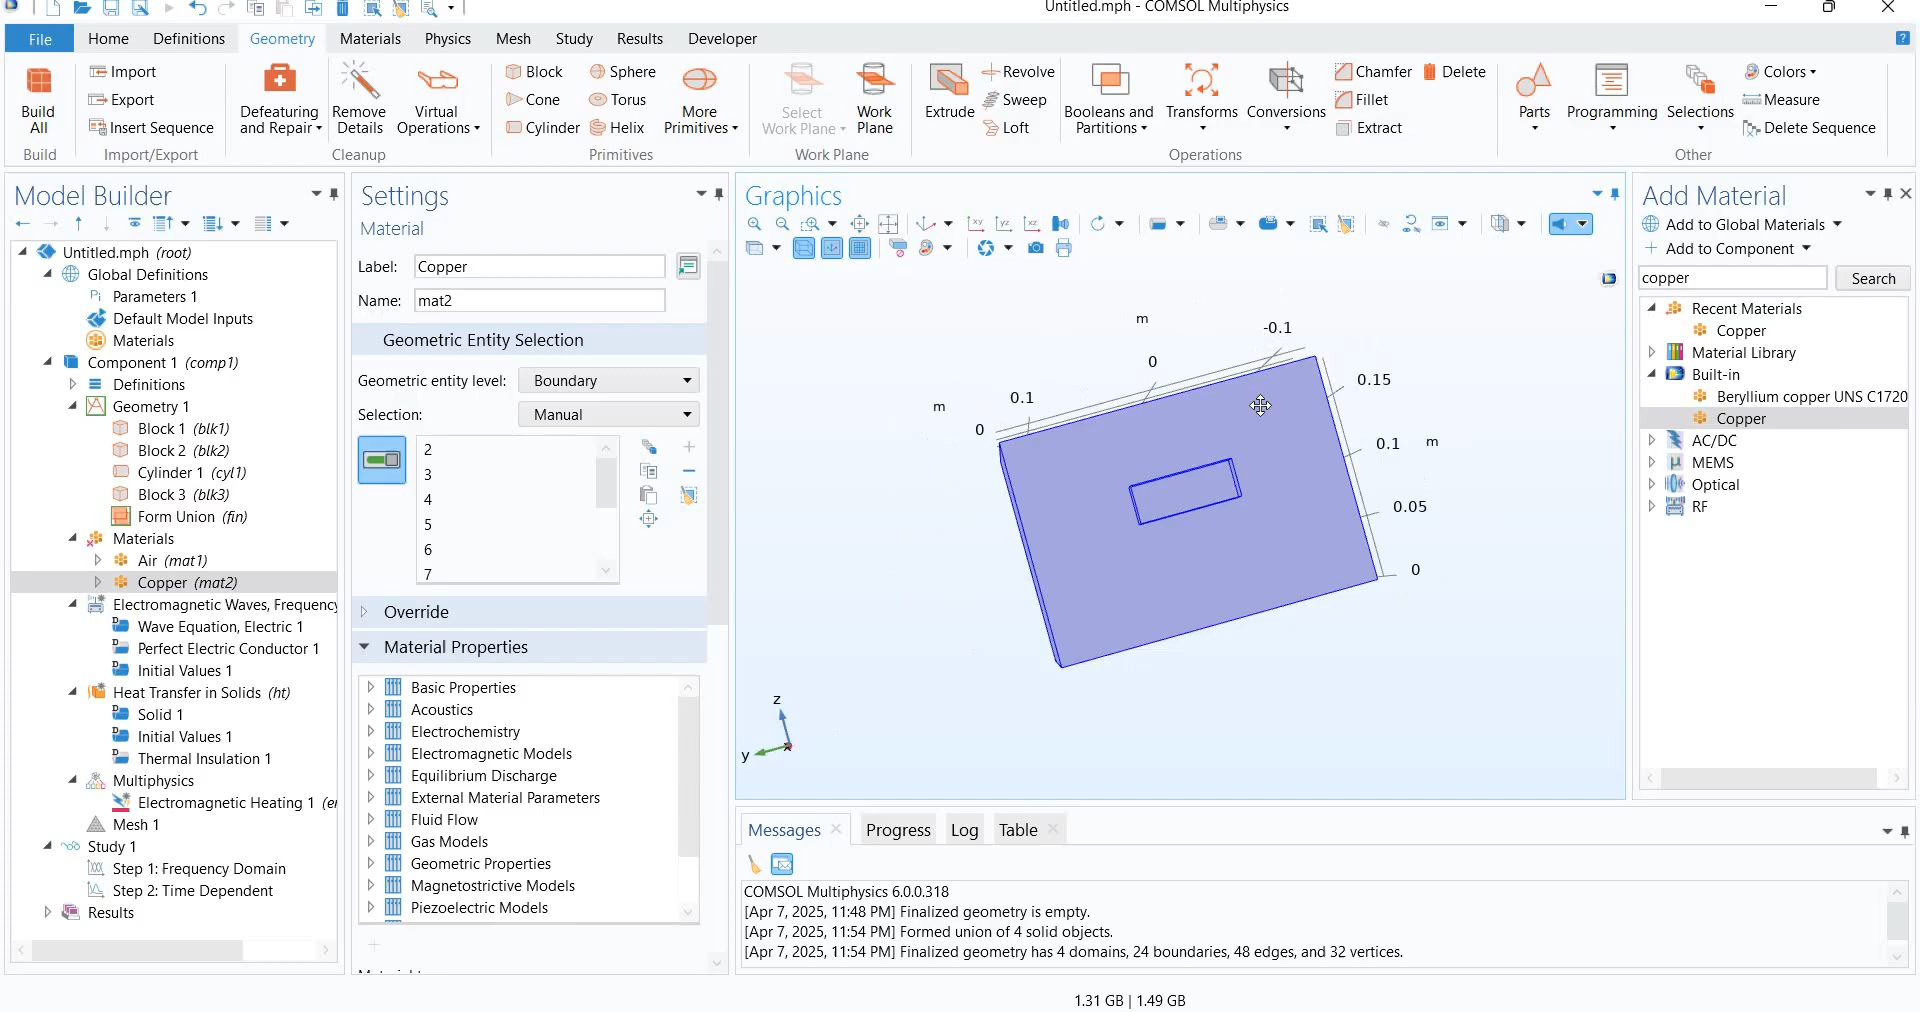 Untitled.mph - COMSOL Multiphysics
File
Home
Definitions
Geometry
Materials
Physics
Mesh
Study
Results
Developer
Build All
Build
Import
Export
Insert Sequence
Import/Export
Defeaturing and Repair
Remove Details
Virtual Operations
Cleanup
Block
Cone
Cylinder
Sphere
Torus
Helix
More Primitives
Primitives
Select Work Plane
Work Plane
Work Plane
Extrude
Revolve
Sweep
Loft
Booleans and Partitions
Transforms
Conversions
Chamfer
Fillet
Extract
Delete
Operations
Parts
Programming
Selections
Colors
Measure
Delete Sequence
Other
Model Builder
Untitled.mph (root)
Global Definitions
Pi Parameters 1
Default Model Inputs
Materials
Component 1 (comp1)
Definitions
Geometry 1
Block 1 (blk1)
Block 2 (blk2)
Cylinder 1 (cyl1)
Block 3 (blk3)
Form Union (fin)
Materials
Air (mat1)
Copper (mat2)
Electromagnetic Waves, Frequency
Wave Equation, Electric 1
Perfect Electric Conductor 1
Initial Values 1
Heat Transfer in Solids (ht)
Solid 1
Initial Values 1
Thermal Insulation 1
Multiphysics
Electromagnetic Heating 1 (e
Mesh 1
Study 1
Step 1: Frequency Domain
Step 2: Time Dependent
Results
Settings
Material
Label: Copper
Name: mat2
Geometric Entity Selection
Geometric entity level: Boundary
Selection: Manual
2
3
4
5
6
7
Override
Material Properties
Basic Properties
Acoustics
Electrochemistry
Electromagnetic Models
Equilibrium Discharge
External Material Parameters
Fluid Flow
Gas Models
Geometric Properties
Magnetostrictive Models
Piezoelectric Models
Graphics
xy
yz
xz
m
-0.1
0
0.15
0.1
m
0
0.1
m
0.05
0
z
y
x
Messages
Progress
Log
Table
COMSOL Multiphysics 6.0.0.318
[Apr 7, 2025, 11:48 PM] Finalized geometry is empty.
[Apr 7, 2025, 11:54 PM] Formed union of 4 solid objects.
[Apr 7, 2025, 11:54 PM] Finalized geometry has 4 domains, 24 boundaries, 48 edges, and 32 vertices.
Add Material
Add to Global Materials
+ Add to Component
copper
Search
Recent Materials
Copper
Material Library
Built-in
Beryllium copper UNS C1720
Copper
AC/DC
MEMS
Optical
RF
1.31 GB | 1.49 GB